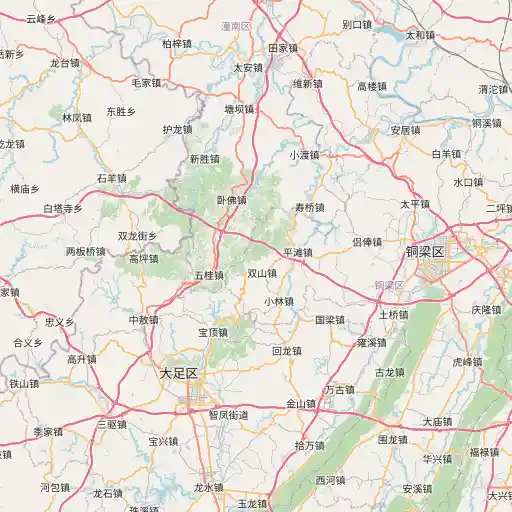 云峰乡
潼南区
别口镇
柏梓镇
田家镇
太和镇
岳新乡
龙台镇
太安镇
毛家镇
维新镇
高楼镇
渭沱镇
林凤镇
东胜乡
塘坝镇
护龙镇
安居镇
铜溪镇
乾龙镇
新胜镇
小渡镇
白羊镇
横庙乡
石羊镇
水口镇
卧佛镇
白塔寺乡
寿桥镇
太平镇
二坪镇
双龙街乡
侣俸镇
两板桥镇
高坪镇
平滩镇
铜梁区
五桂镇
双山镇
铜梁区
小林镇
忠义乡
中敖镇
国梁镇
土桥镇
庆隆镇
合义乡
宝顶镇
雍溪镇
高升镇
回龙镇
虎峰镇
铁山镇
大足区
古龙镇
万古镇
金山镇
智凤街道
三驱镇
大庙镇
季家镇
宝兴镇
拾万镇
围龙镇
华兴镇
福禄镇
河包镇
龙石镇
龙水镇
西河镇
安溪镇
大兴镇
珠溪镇
玉龙镇